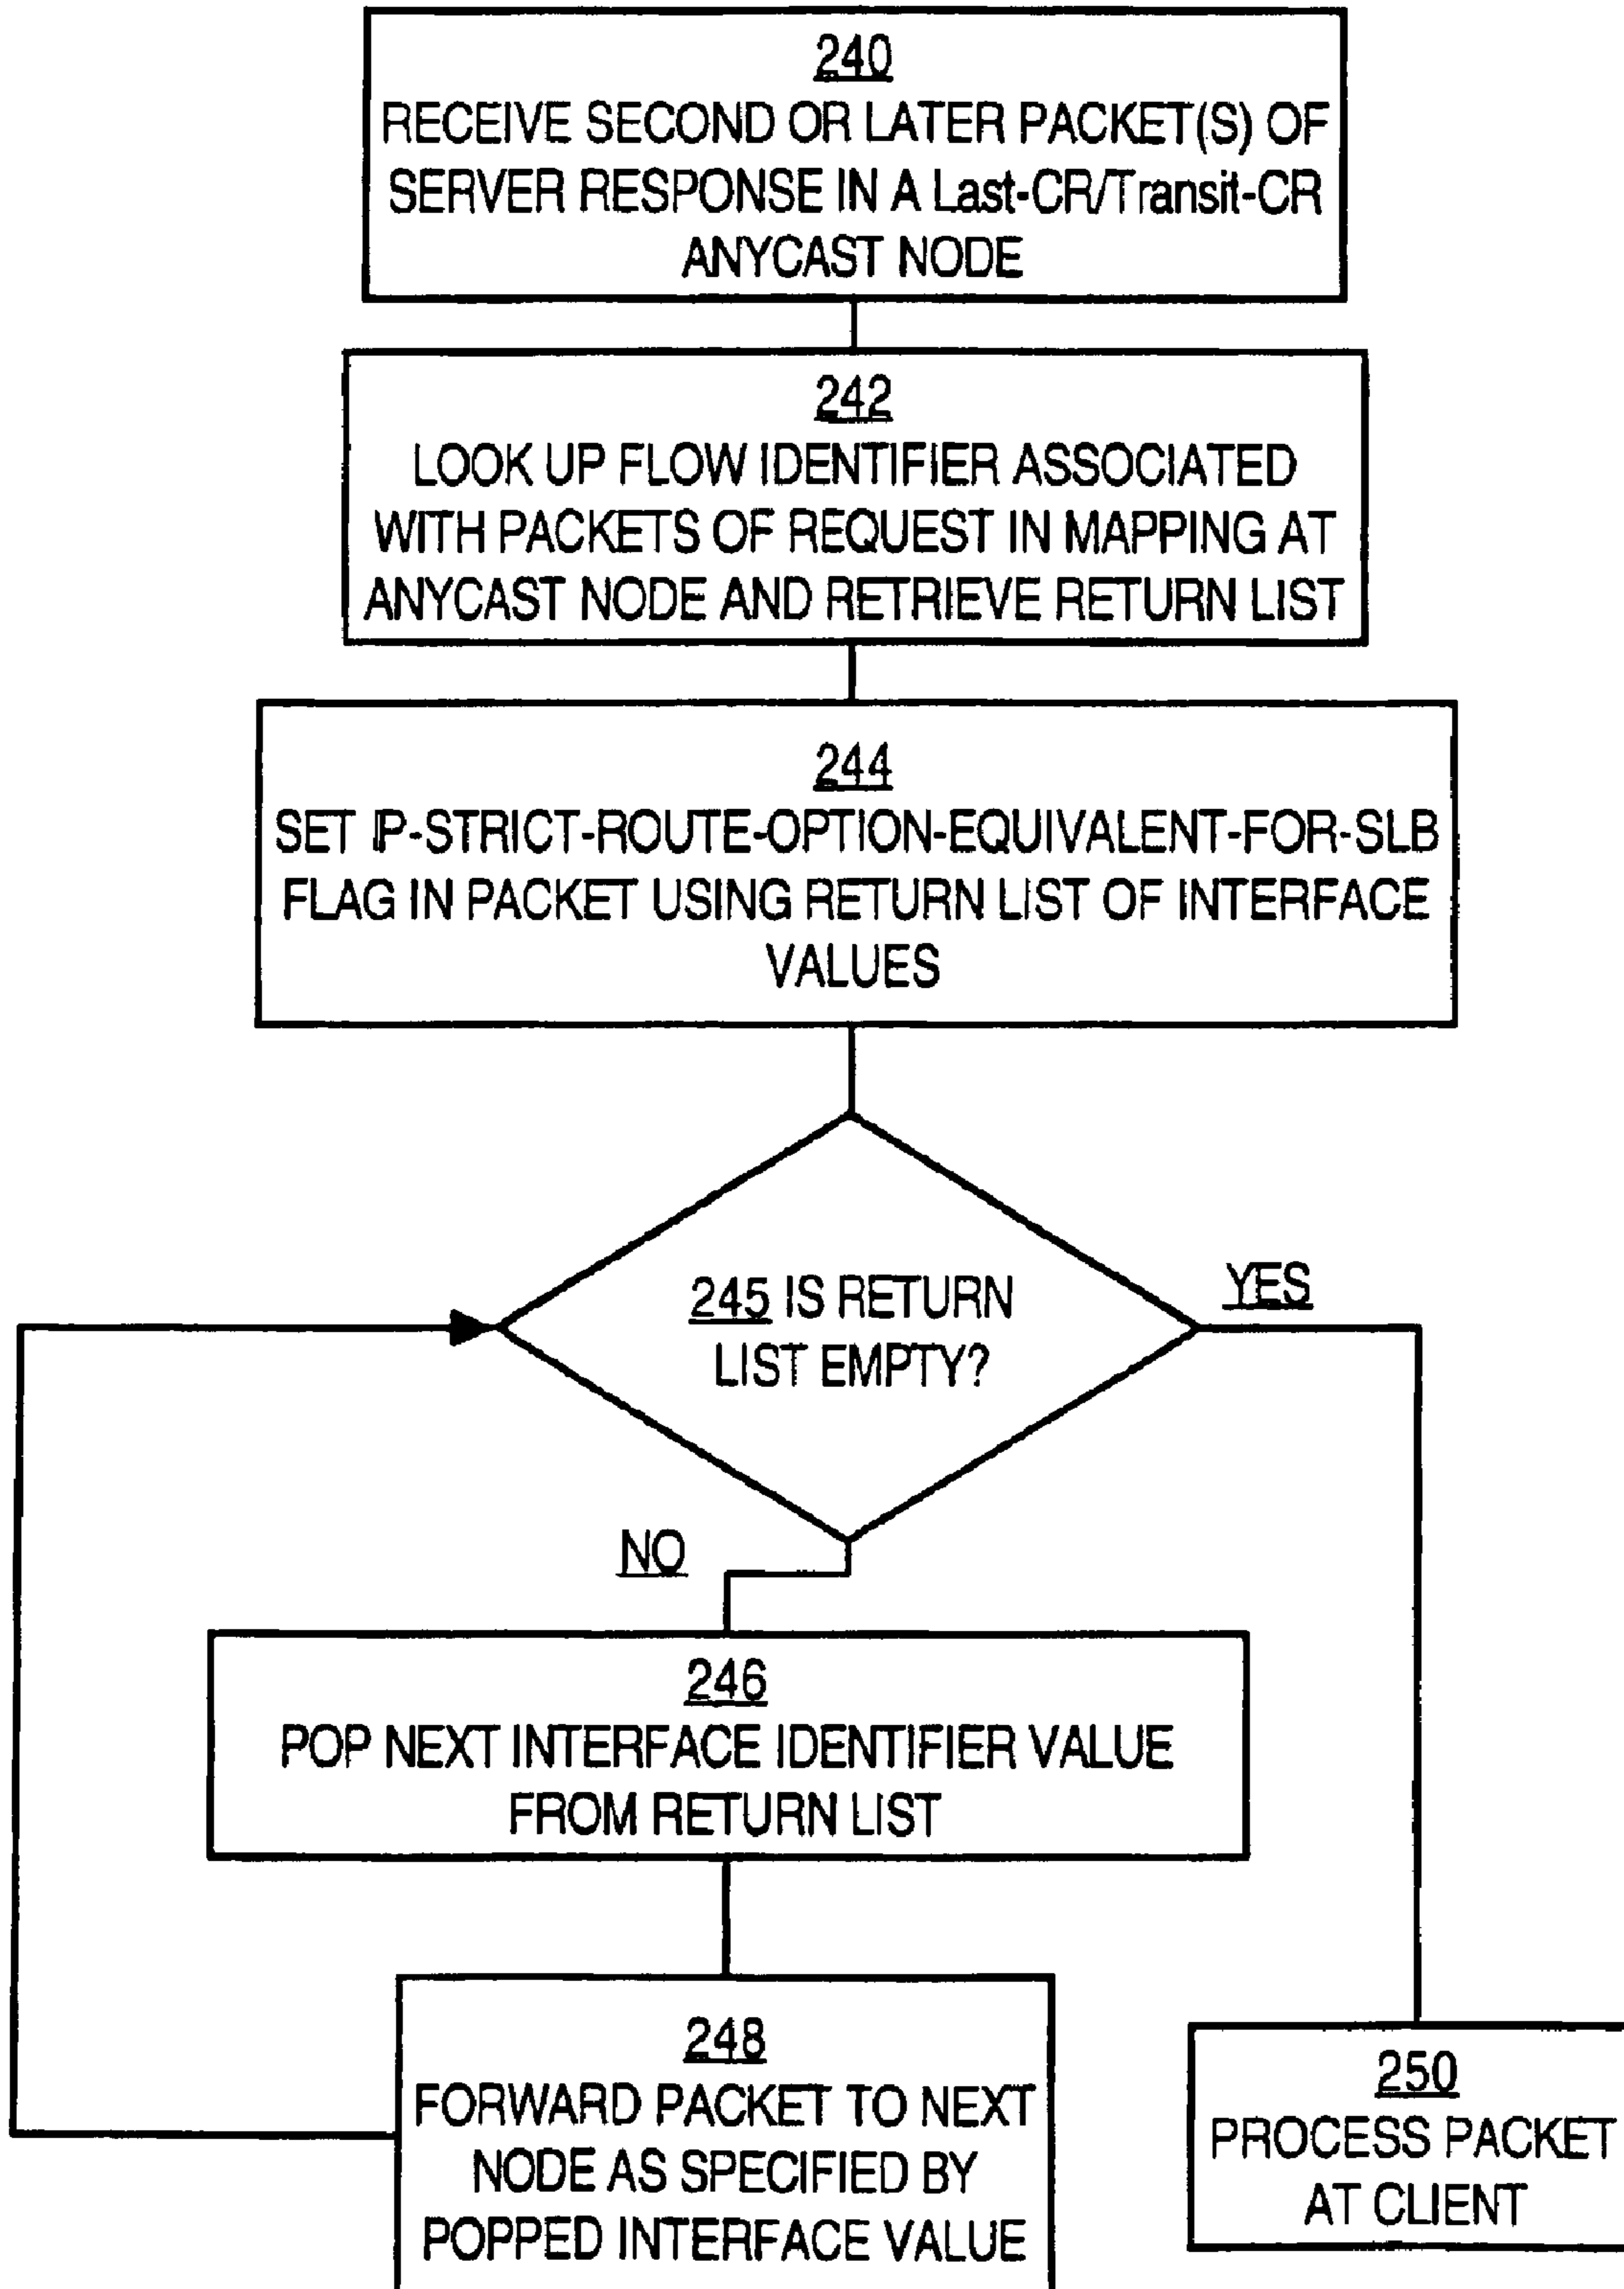 240
RECEIVE SECOND OR LATER PACKET(S) OF
SERVER RESPONSE IN A Last-CR/Transit-CR
ANYCAST NODE
242
LOOK UP FLOW IDENTIFIER ASSOCIATED
WITH PACKETS OF REQUEST IN MAPPING AT
ANYCAST NODE AND RETRIEVE RETURN LIST
244
SET IP-STRICT-ROUTE-OPTION-EQUIVALENT-FOR-SLB
FLAG IN PACKET USING RETURN LIST OF INTERFACE
VALUES
245 IS RETURN
LIST EMPTY?
YES
NO
246
POP NEXT INTERFACE IDENTIFIER VALUE
FROM RETURN LIST
248
FORWARD PACKET TO NEXT
NODE AS SPECIFIED BY
POPPED INTERFACE VALUE
250
PROCESS PACKET
AT CLIENT